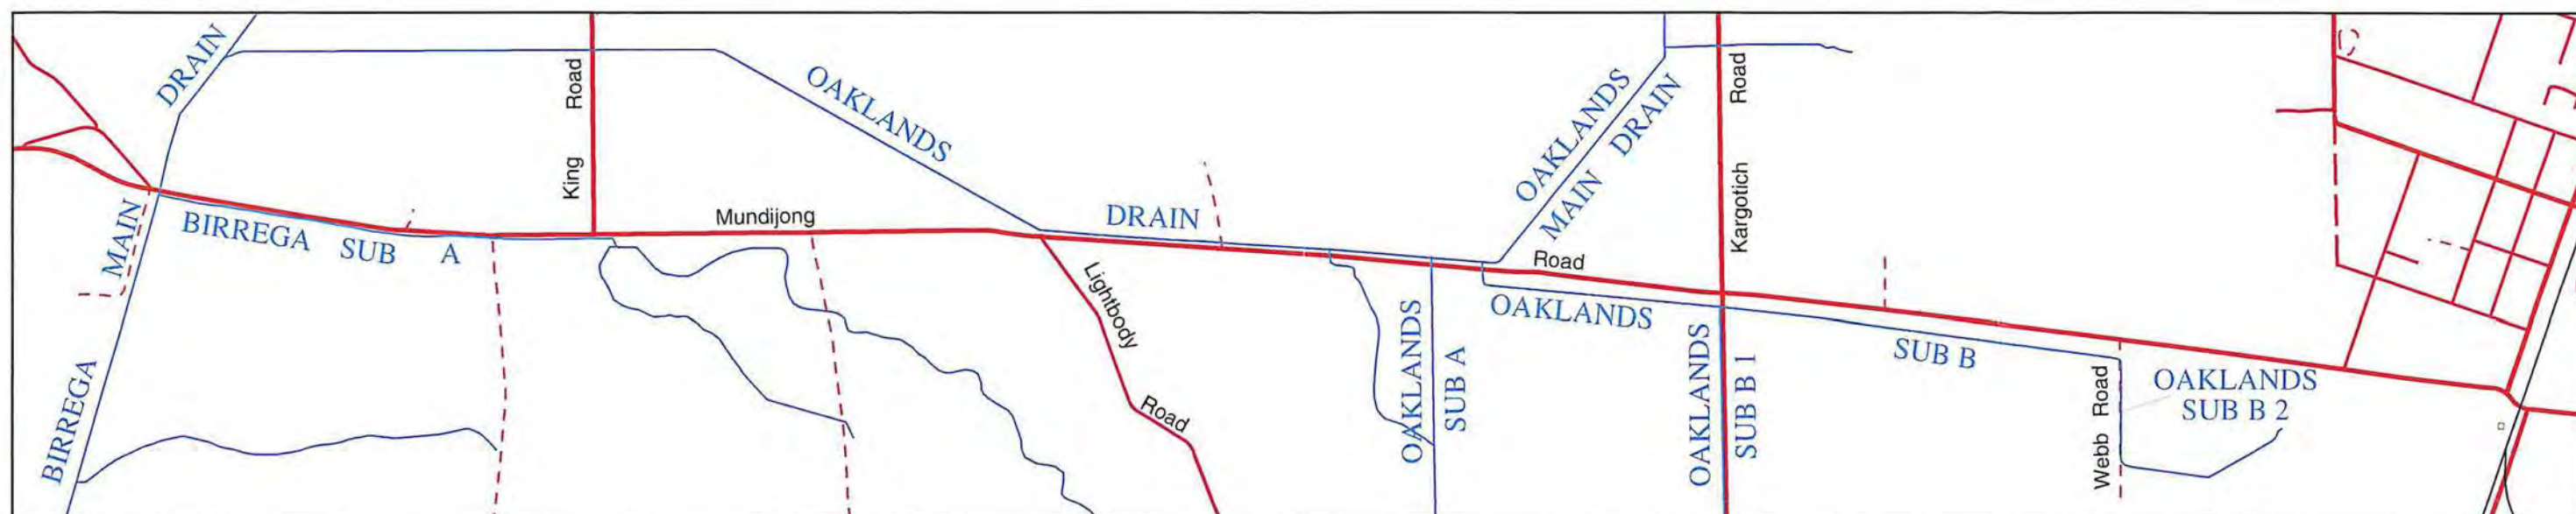 DRAIN
MAIN
BIRREGA
BIRREGA SUB A
King Road
Mundijong Road
OAKLANDS DRAIN
Lightbody Road
OAKLANDS
MAIN DRAIN
Kargotich Road
OAKLANDS
SUB A
OAKLANDS SUB B
OAKLANDS
SUB B 1
Webb Road
OAKLANDS
SUB B 2